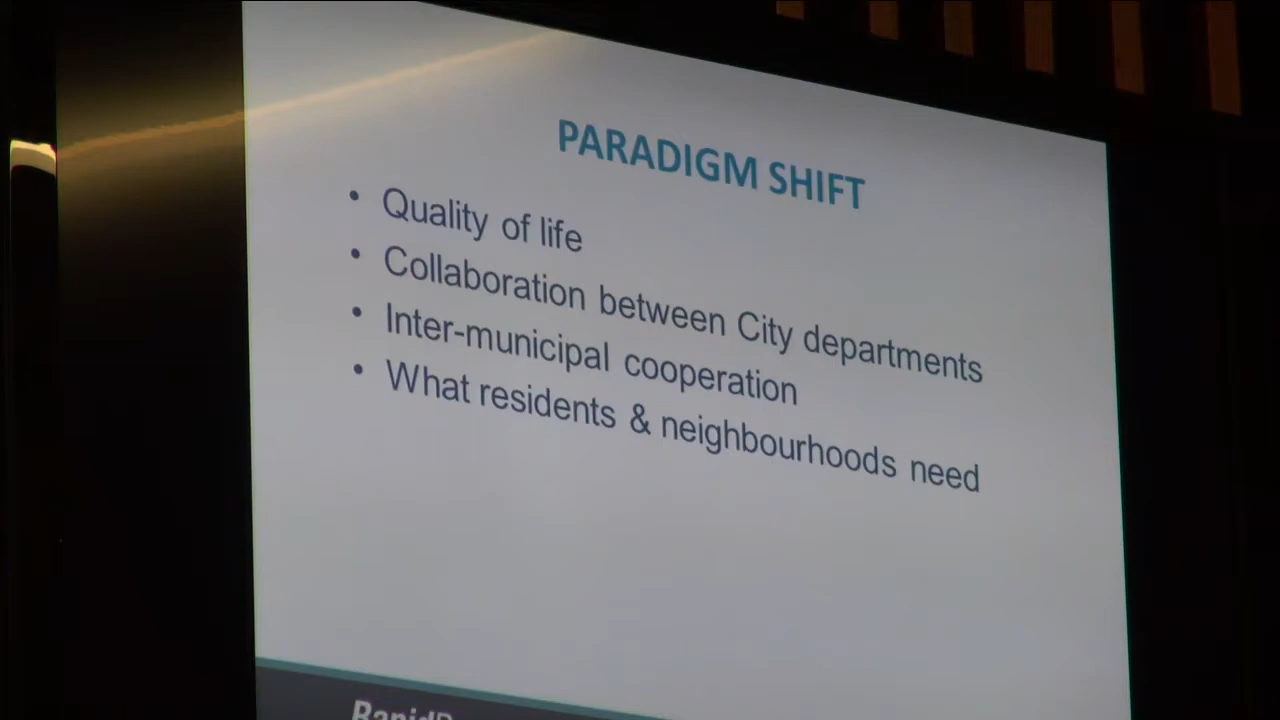 PARADIGM SHIFT
• Quality of life
• Collaboration between City departments
• Inter-municipal cooperation
• What residents & neighbourhoods need